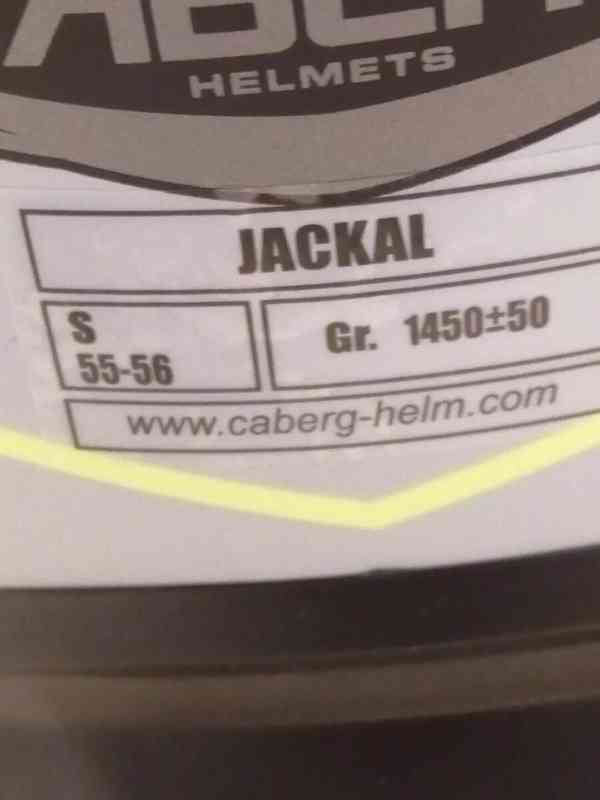 HELMETS
JACKAL
S
55-56
Gr. 1450±50
www.caberg-helm.com